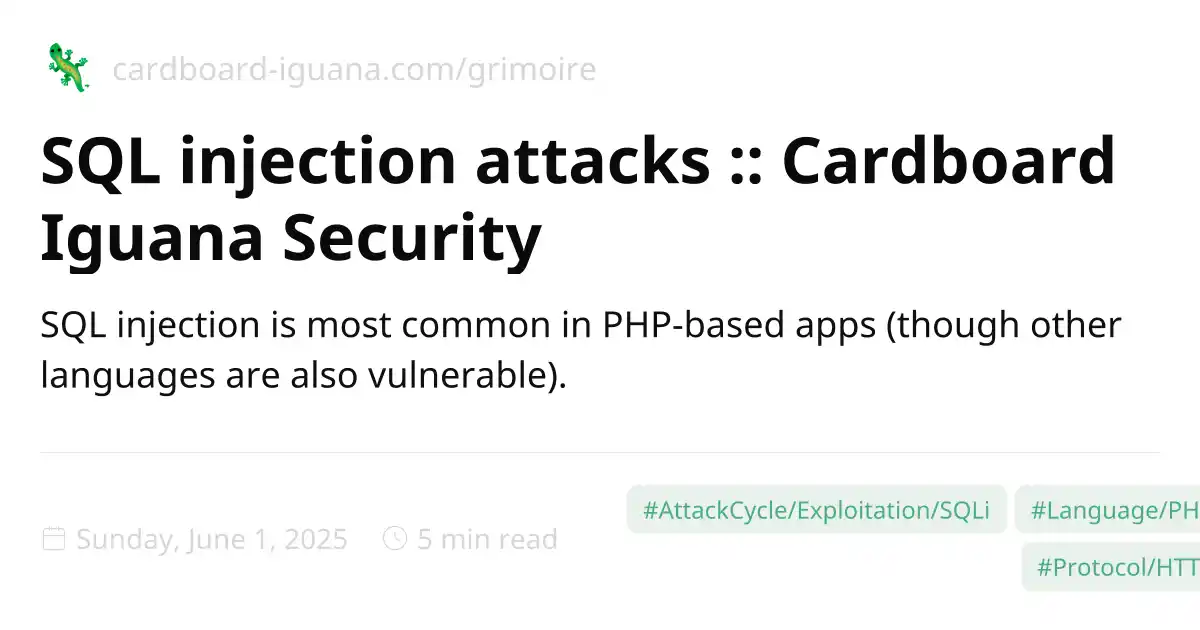 cardboard-iguana.com/grimoire
SQL injection attacks :: Cardboard
Iguana Security
SQL injection is most common in PHP-based apps (though other
languages are also vulnerable).
#AttackCycle/Exploitation/SQLi #Language/PH
Sunday, June 1, 2025 5 min read
#Protocol/HTT